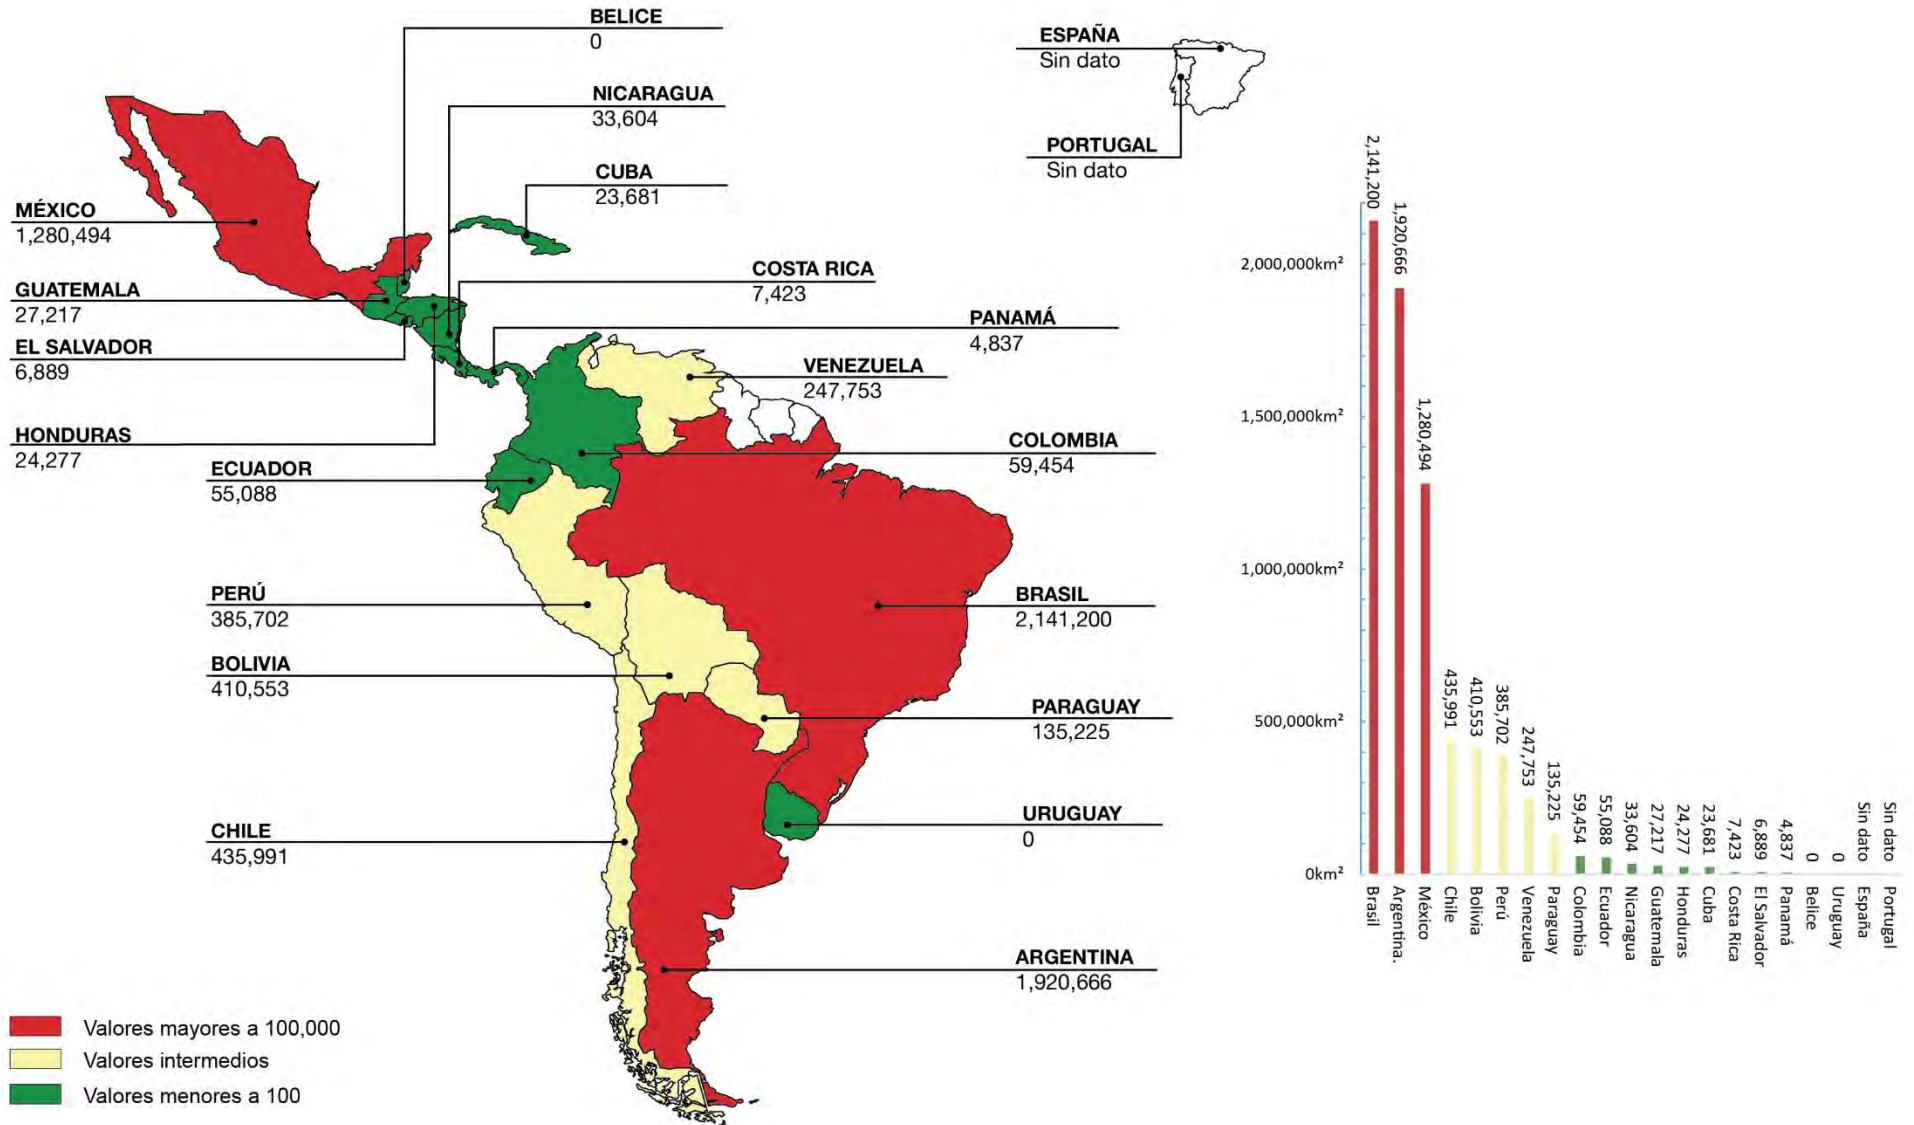 BELICE
0
NICARAGUA
33,604
CUBA
23,681
MÉXICO
1,280,494
GUATEMALA
27,217
EL SALVADOR
6,889
HONDURAS
24,277
COSTA RICA
7,423
PANAMÁ
4,837
VENEZUELA
247,753
COLOMBIA
59,454
ECUADOR
55,088
PERÚ
385,702
BOLIVIA
410,553
BRASIL
2,141,200
PARAGUAY
135,225
URUGUAY
0
CHILE
435,991
ARGENTINA
1,920,666
ESPAÑA
Sin dato
PORTUGAL
Sin dato
Valores mayores a 100,000
Valores intermedios
Valores menores a 100
2,000,000km²
1,500,000km²
1,000,000km²
500,000km²
0km²
2,141,200
1,920,666
1,280,494
435,991
410,553
385,702
247,753
135,225
59,454
55,088
33,604
27,217
24,277
23,681
7,423
6,889
4,837
0
0
Sin dato
Sin dato
Brasil
Argentina.
México
Chile
Bolivia
Perú
Venezuela
Paraguay
Colombia
Ecuador
Nicaragua
Guatemala
Honduras
Cuba
Costa Rica
El Salvador
Panamá
Belice
Uruguay
España
Portugal